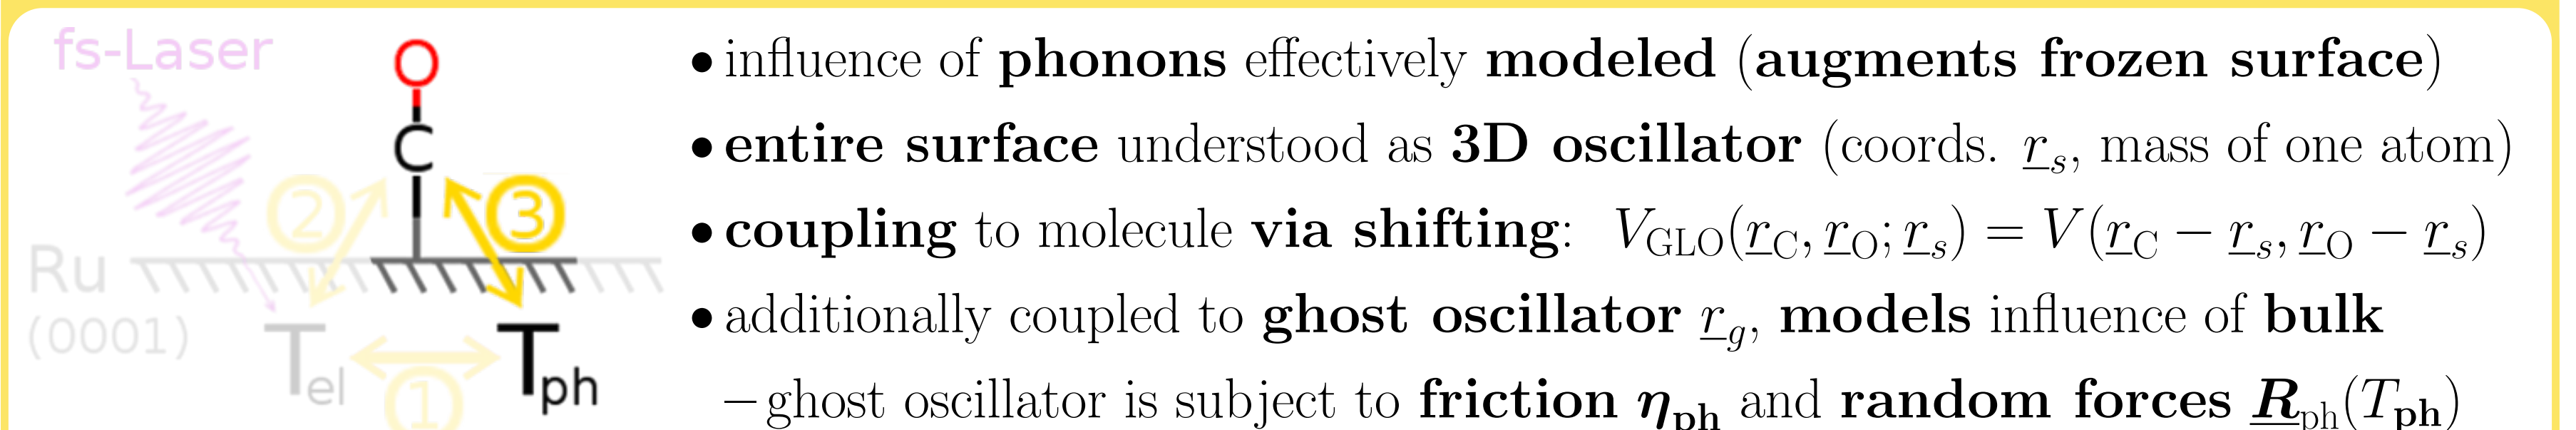 fs-Laser
O
C
②
③
Ru
(0001)
T_el
T_ph
①
• influence of phonons effectively modeled (augments frozen surface)
• entire surface understood as 3D oscillator (coords. r_s, mass of one atom)
• coupling to molecule via shifting: V_GLO(r_C, r_O; r_s) = V(r_C − r_s, r_O − r_s)
• additionally coupled to ghost oscillator r_g, models influence of bulk
– ghost oscillator is subject to friction η_ph and random forces R_ph(T_ph)